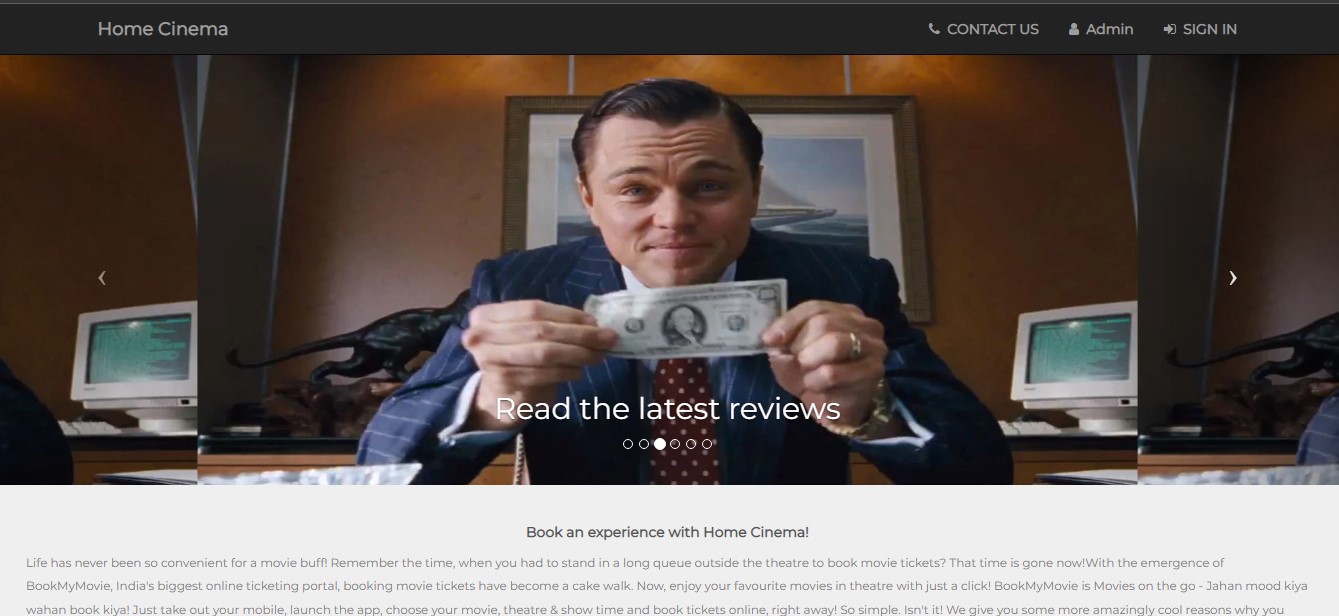 Home Cinema
CONTACT US Admin SIGN IN
Read the latest reviews
Book an experience with Home Cinema!
Life has never been so convenient for a movie buff! Remember the time, when you had to stand in a long queue outside the theatre to book movie tickets? That time is gone now!With the emergence of
BookMyMovie, India's biggest online ticketing portal, booking movie tickets have become a cake walk. Now, enjoy your favourite movies in theatre with just a click! BookMyMovie is Movies on the go - Jahan mood kiya
wahan book kiya! Just take out your mobile, launch the app, choose your movie, theatre & show time and book tickets online, right away! So simple. Isn't it! We give you some more amazingly cool reasons why you